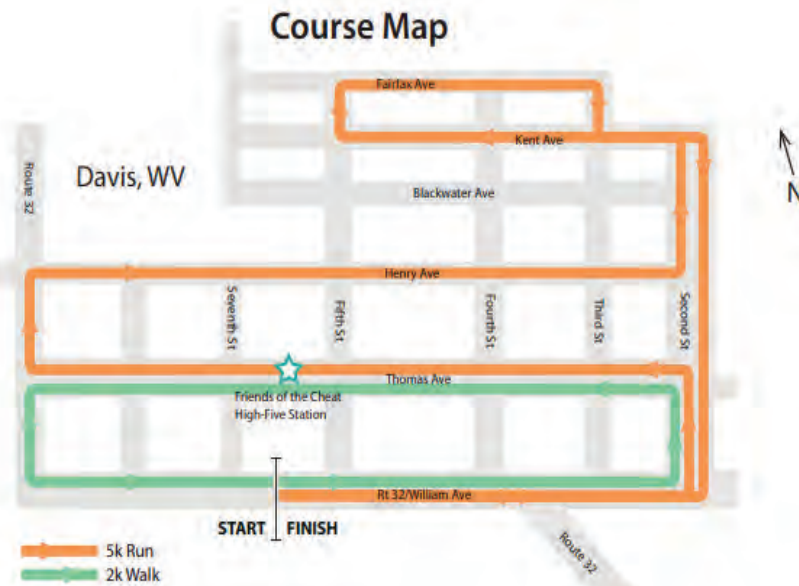 Course Map
Fairfax Ave
Kent Ave
Route 32
Davis, WV
Blackwater Ave
N
Henry Ave
Seventh St
Fifth St
Fourth St
Third St
Second St
Thomas Ave
Friends of the Cheat
High-Five Station
Rt 32/William Ave
START
FINISH
Route 32
5k Run
2k Walk